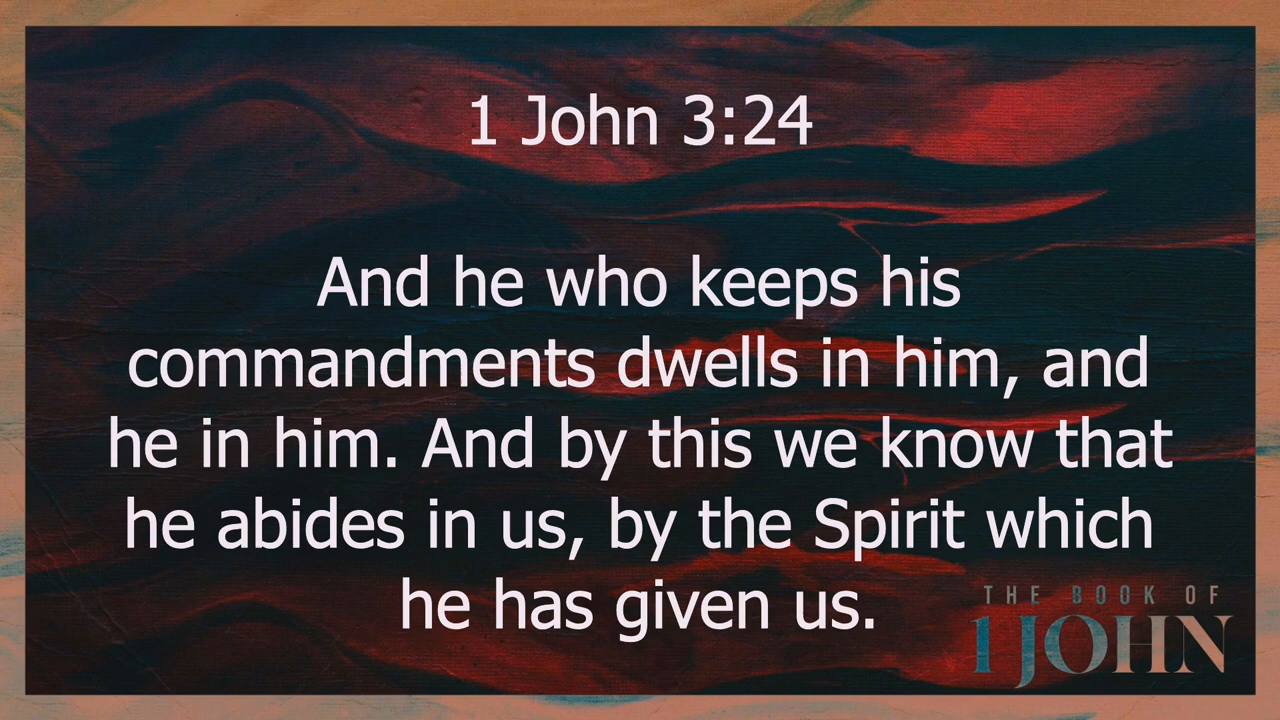 1 John 3:24
And he who keeps his
commandments dwells in him, and
he in him. And by this we know that
he abides in us, by the Spirit which
he has given us.
THE BOOK OF
1 JOHN